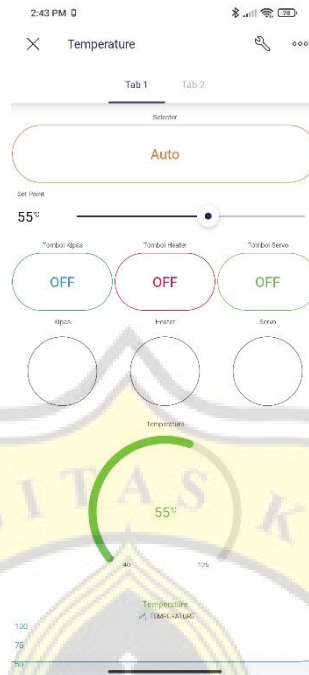 2:43 PM
78
Temperature
Tab 1 Tab 2
Selector
Auto
Set Point
55°C
Tombol Kipas Tombol Heater Tombol Servo
OFF OFF OFF
Kipas Heater Servo
Temperature
55°C
40 125
Temperature
TEMPERATURE
100
75
50
ITAS K